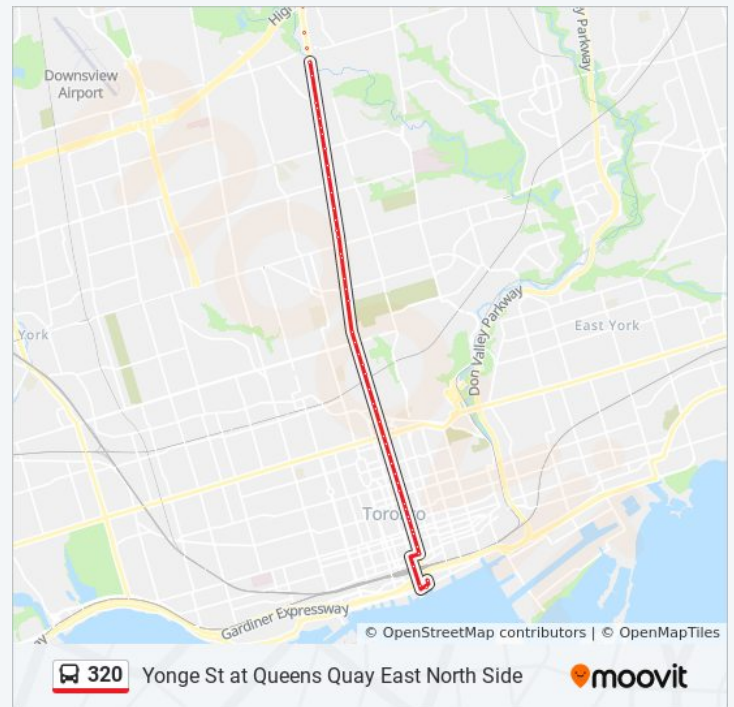 High
Downsview
Airport
y Parkway
York
Don Valley Parkway
East York
Toronto
Gardiner Expressway
way
© OpenStreetMap contributors | © OpenMapTiles
320 Yonge St at Queens Quay East North Side
moovit